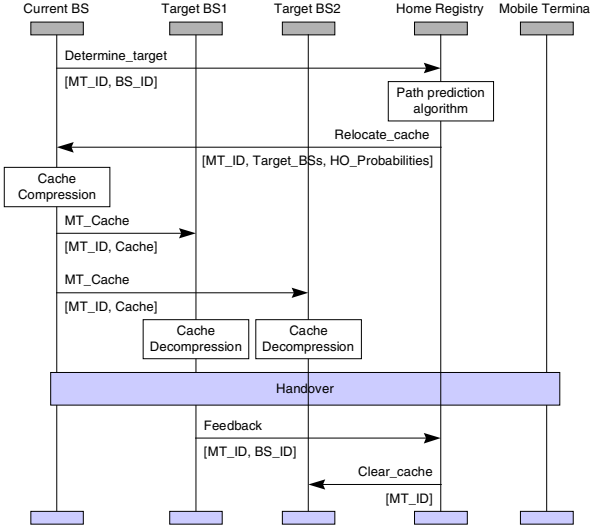 Current BS
Target BS1
Target BS2
Home Registry
Mobile Termina
Determine_target
[MT_ID, BS_ID]
Path prediction
algorithm
Relocate_cache
[MT_ID, Target_BSs, HO_Probabilities]
Cache
Compression
MT_Cache
[MT_ID, Cache]
MT_Cache
[MT_ID, Cache]
Cache
Decompression
Cache
Decompression
Handover
Feedback
[MT_ID, BS_ID]
Clear_cache
[MT_ID]